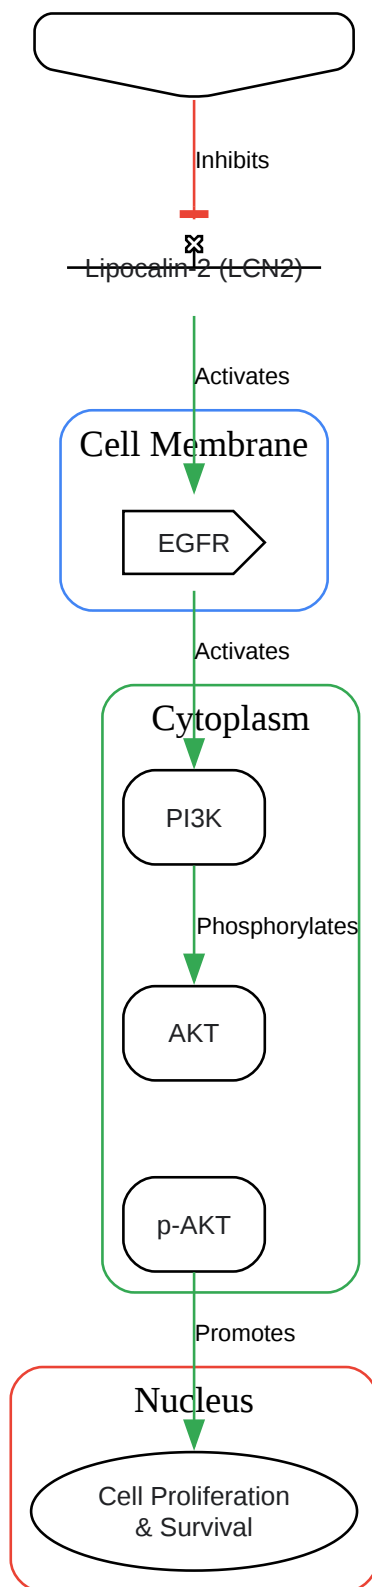 Inhibits
Lipocalin-2 (LCN2)
Activates
Cell Membrane
EGFR
Activates
Cytoplasm
PI3K
Phosphorylates
AKT
p-AKT
Promotes
Nucleus
Cell Proliferation
& Survival